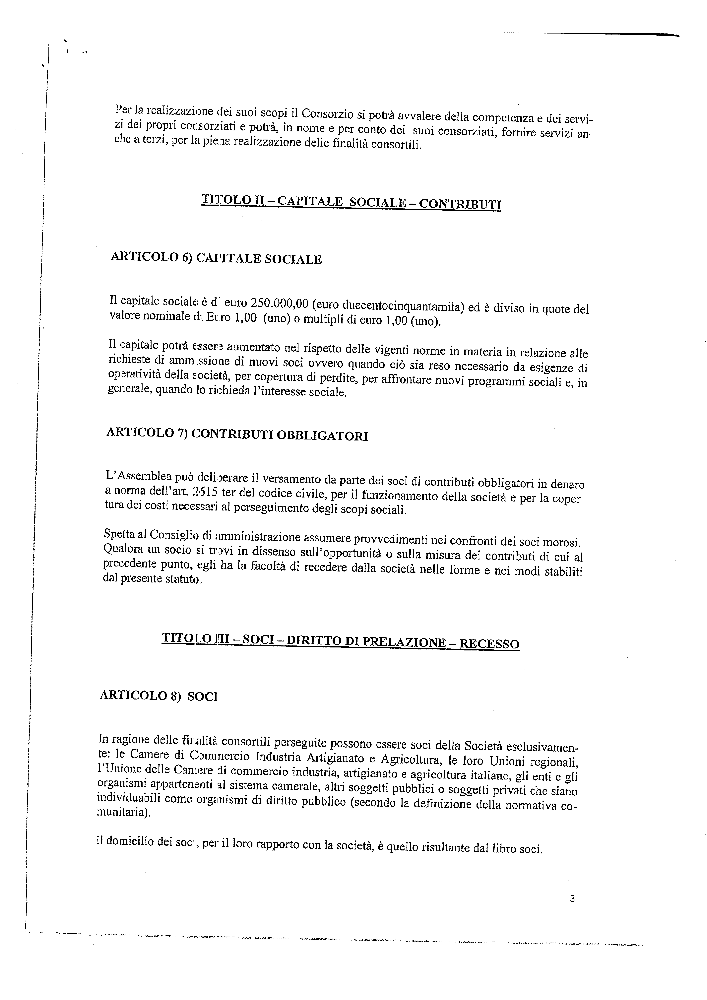 Per la realizzazione dei suoi scopi il Consorzio si potrà avvalere della competenza e dei servi-
zi dei propri consorziati e potrà, in nome e per conto dei suoi consorziati, fornire servizi an-
che a terzi, per la piena realizzazione delle finalità consortili.
TITOLO II – CAPITALE SOCIALE – CONTRIBUTI
ARTICOLO 6) CAPITALE SOCIALE
Il capitale sociale è di euro 250.000,00 (euro duecentocinquantamila) ed è diviso in quote del
valore nominale di Euro 1,00 (uno) o multipli di euro 1,00 (uno).
Il capitale potrà essere aumentato nel rispetto delle vigenti norme in materia in relazione alle
richieste di ammissione di nuovi soci ovvero quando ciò sia reso necessario da esigenze di
operatività della società, per copertura di perdite, per affrontare nuovi programmi sociali e, in
generale, quando lo richieda l'interesse sociale.
ARTICOLO 7) CONTRIBUTI OBBLIGATORI
L'Assemblea può deliberare il versamento da parte dei soci di contributi obbligatori in denaro
a norma dell'art. 2615 ter del codice civile, per il funzionamento della società e per la coper-
tura dei costi necessari al perseguimento degli scopi sociali.
Spetta al Consiglio di amministrazione assumere provvedimenti nei confronti dei soci morosi.
Qualora un socio si trovi in dissenso sull'opportunità o sulla misura dei contributi di cui al
precedente punto, egli ha la facoltà di recedere dalla società nelle forme e nei modi stabiliti
dal presente statuto.
TITOLO III – SOCI – DIRITTO DI PRELAZIONE – RECESSO
ARTICOLO 8) SOCI
In ragione delle finalità consortili perseguite possono essere soci della Società esclusivamen-
te: le Camere di Commercio Industria Artigianato e Agricoltura, le loro Unioni regionali,
l'Unione delle Camere di commercio industria, artigianato e agricoltura italiane, gli enti e gli
organismi appartenenti al sistema camerale, altri soggetti pubblici o soggetti privati che siano
individuabili come organismi di diritto pubblico (secondo la definizione della normativa co-
munitaria).
Il domicilio dei soci, per il loro rapporto con la società, è quello risultante dal libro soci.
3